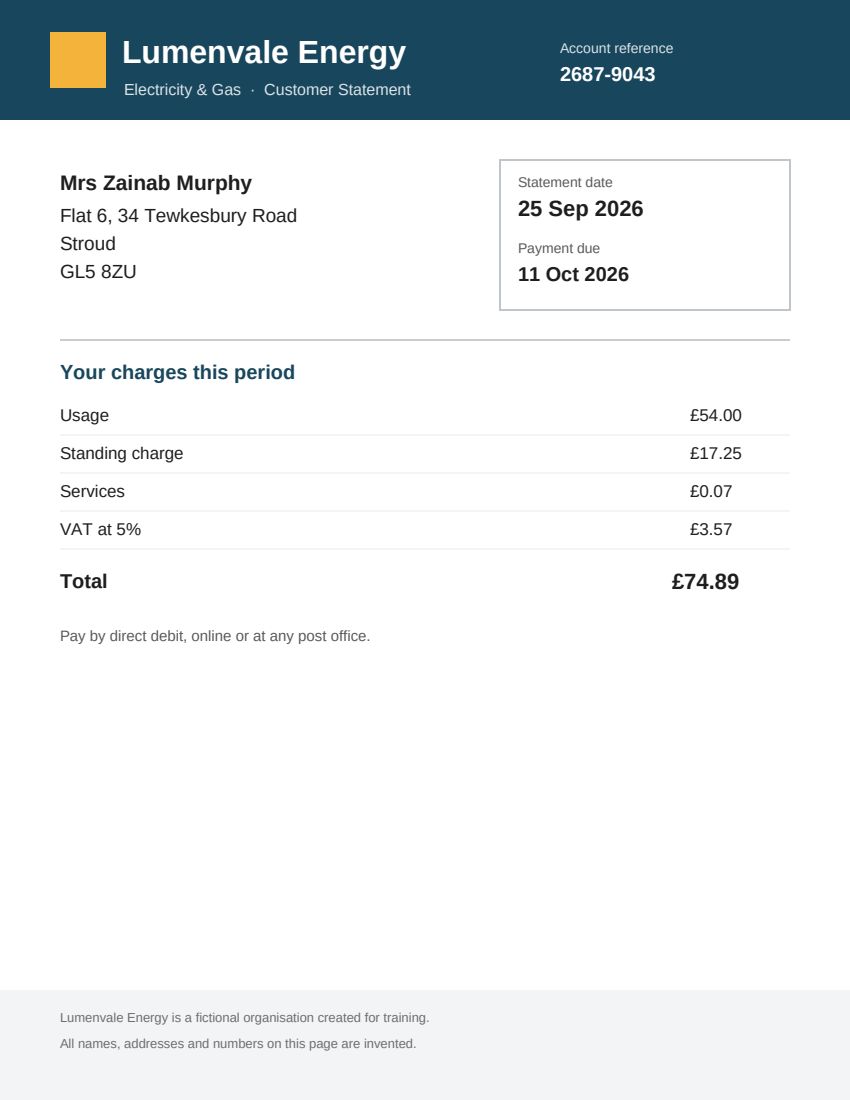 Lumenvale Energy
Electricity & Gas · Customer Statement
Account reference
2687-9043
Mrs Zainab Murphy
Flat 6, 34 Tewkesbury Road
Stroud
GL5 8ZU
Statement date
25 Sep 2026
Payment due
11 Oct 2026
Your charges this period
Usage £54.00
Standing charge £17.25
Services £0.07
VAT at 5% £3.57
Total £74.89
Pay by direct debit, online or at any post office.
Lumenvale Energy is a fictional organisation created for training.
All names, addresses and numbers on this page are invented.